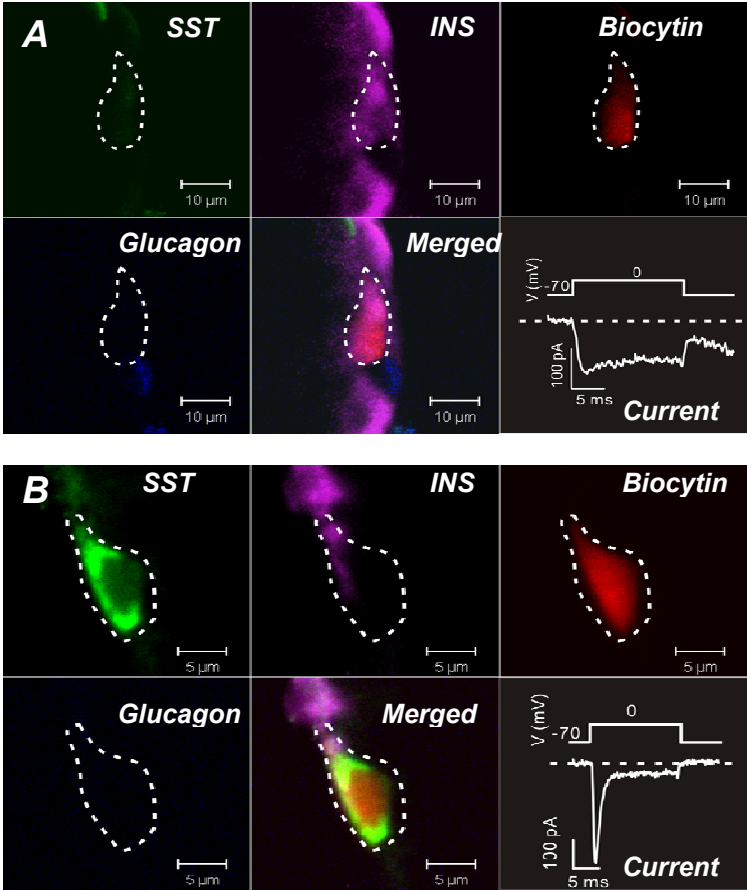 A
SST
INS
Biocytin
10 µm
10 µm
10 µm
Glucagon
Merged
V (mV)
-70
0
100 pA
5 ms
Current
10 µm
10 µm
B
SST
INS
Biocytin
5 µm
5 µm
5 µm
Glucagon
Merged
V (mV)
-70
0
100 pA
5 ms
Current
5 µm
5 µm